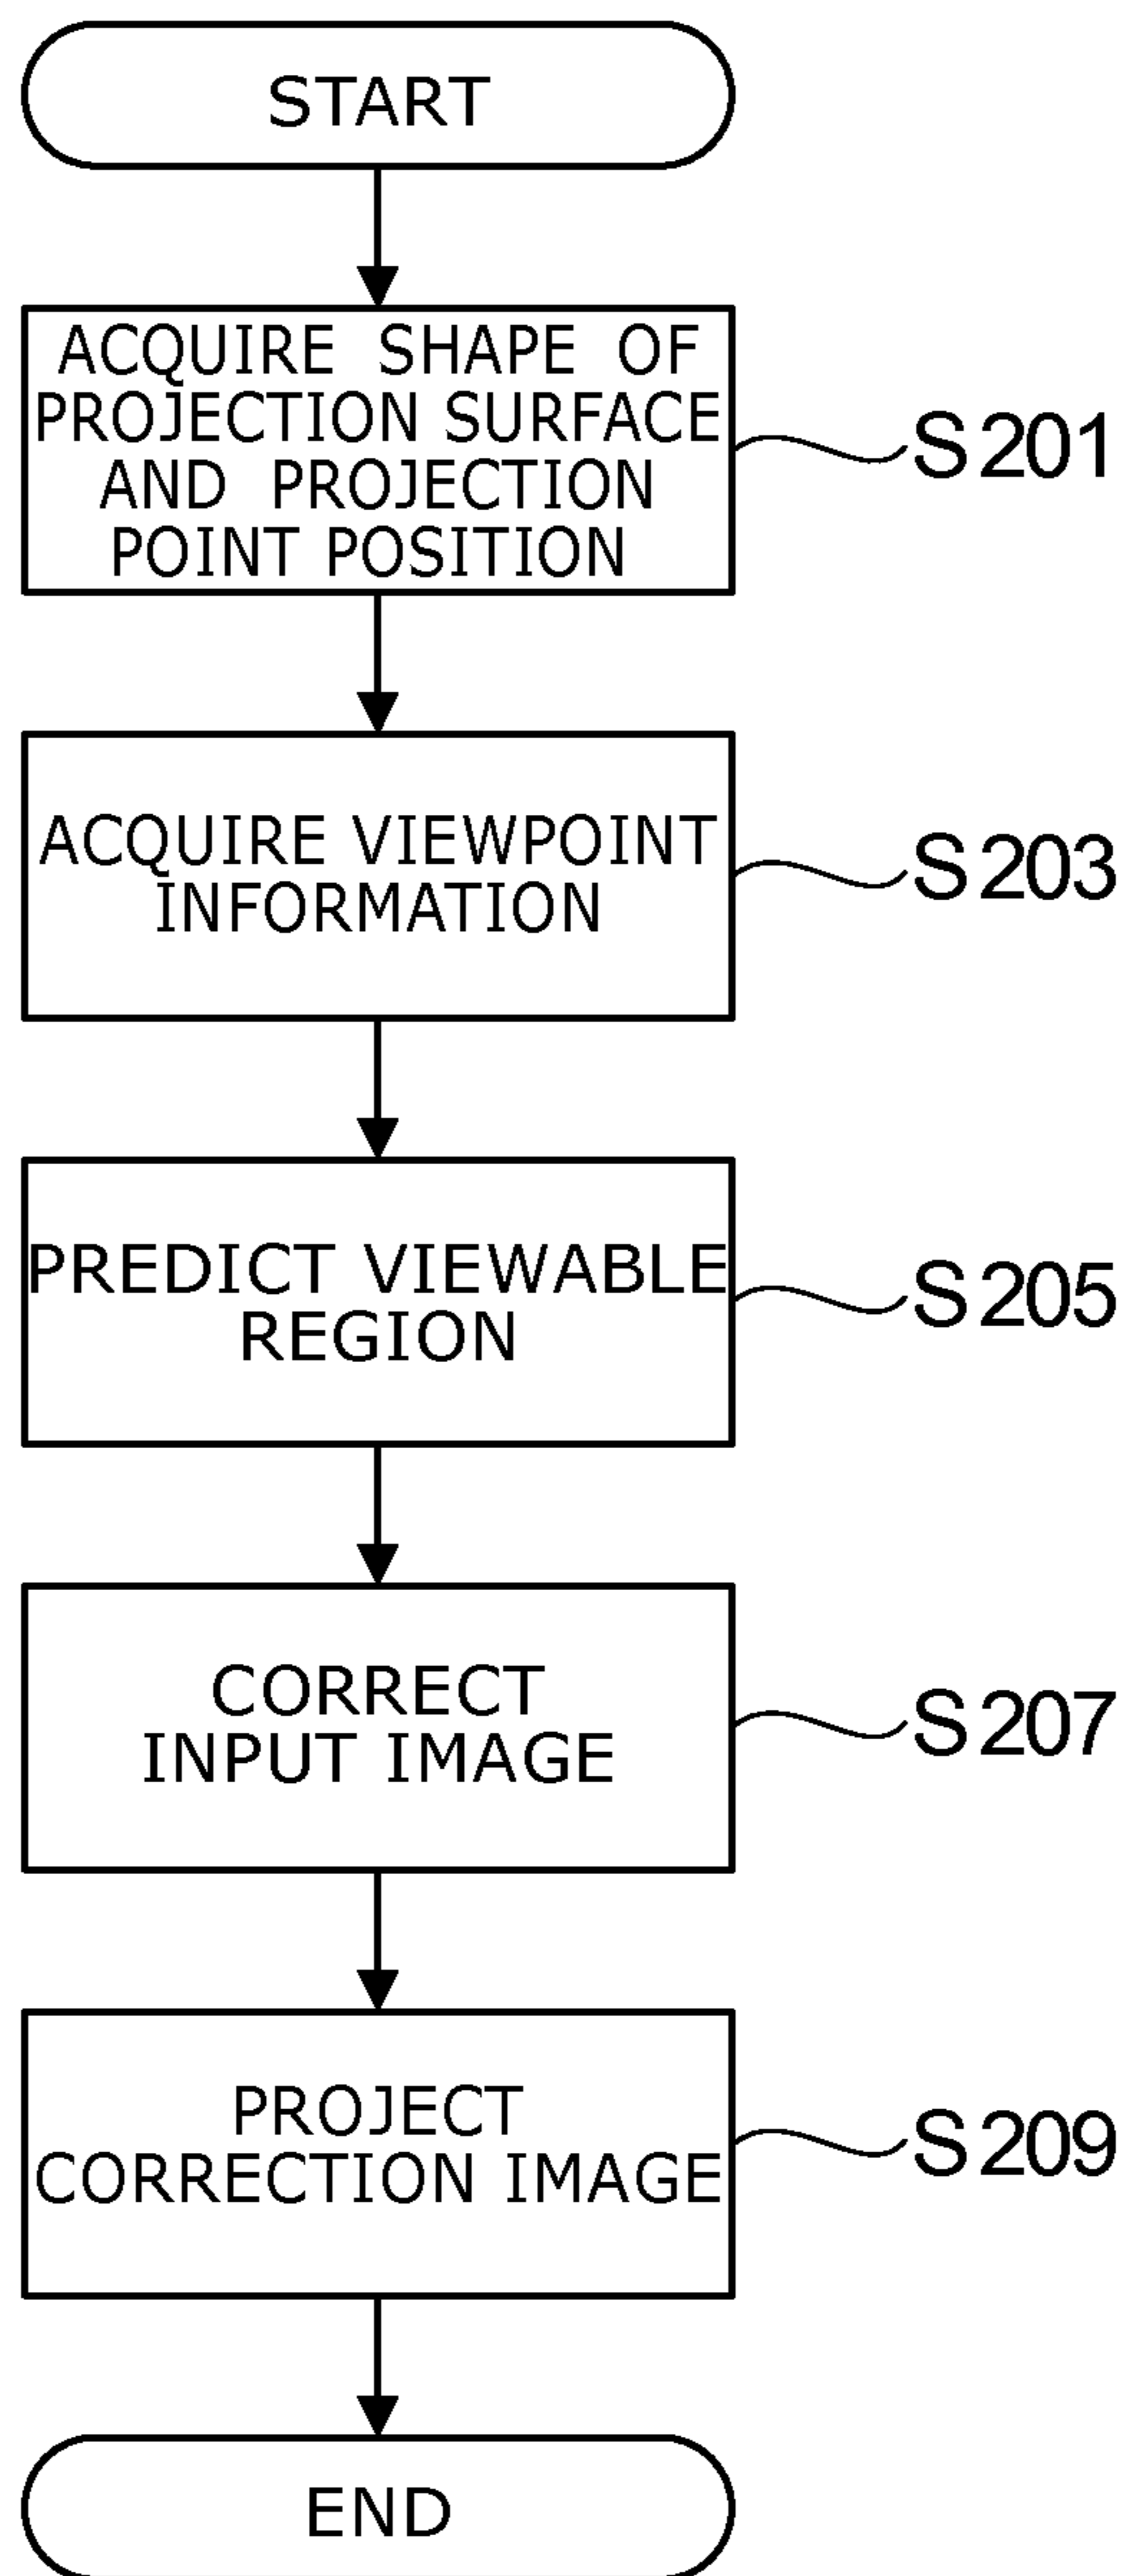 START
ACQUIRE SHAPE OF
PROJECTION SURFACE
AND PROJECTION
POINT POSITION
S201
ACQUIRE VIEWPOINT
INFORMATION
S203
PREDICT VIEWABLE
REGION
S205
CORRECT
INPUT IMAGE
S207
PROJECT
CORRECTION IMAGE
S209
END